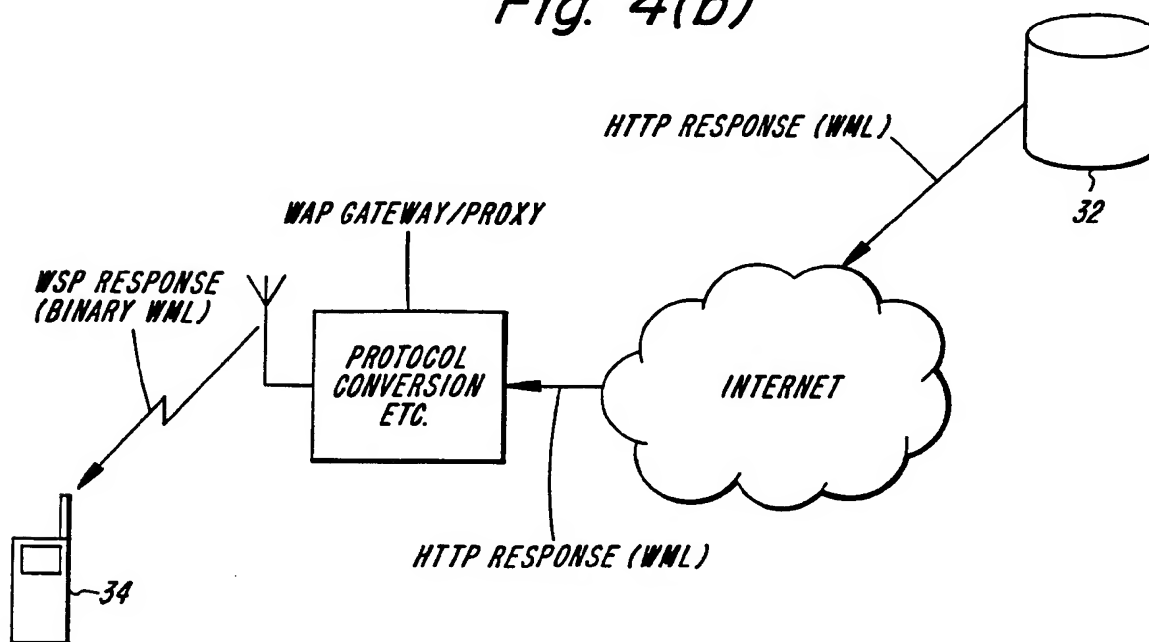 Fig. 4(b)
HTTP RESPONSE (WML)
32
WAP GATEWAY/PROXY
WSP RESPONSE
(BINARY WML)
PROTOCOL
CONVERSION
ETC.
INTERNET
HTTP RESPONSE (WML)
34